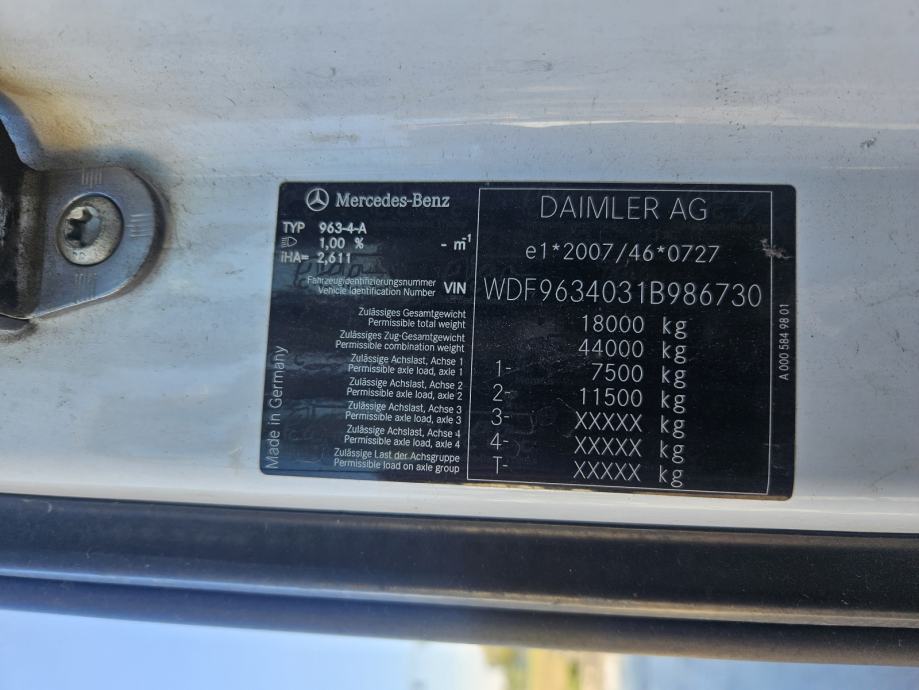 Mercedes-Benz
TYP 963-4-A
1,00 % - m-1
iHA= 2,611
Fahrzeugidentifizierungsnummer
Vehicle Identification Number VIN
Zulässiges Gesamtgewicht
Permissible total weight
Zulässiges Zug-Gesamtgewicht
Permissible combination weight
Zulässige Achslast, Achse 1
Permissible axle load, axle 1
Zulässige Achslast, Achse 2
Permissible axle load, axle 2
Zulässige Achslast, Achse 3
Permissible axle load, axle 3
Zulässige Achslast, Achse 4
Permissible axle load, axle 4
Zulässige Last der Achsgruppe
Permissible load on axle group
Made in Germany
DAIMLER AG
e1*2007/46*0727
WDF9634031B986730
18000 kg
44000 kg
1- 7500 kg
2- 11500 kg
3- XXXXX kg
4- XXXXX kg
T- XXXXX kg
A 000 584 98 01